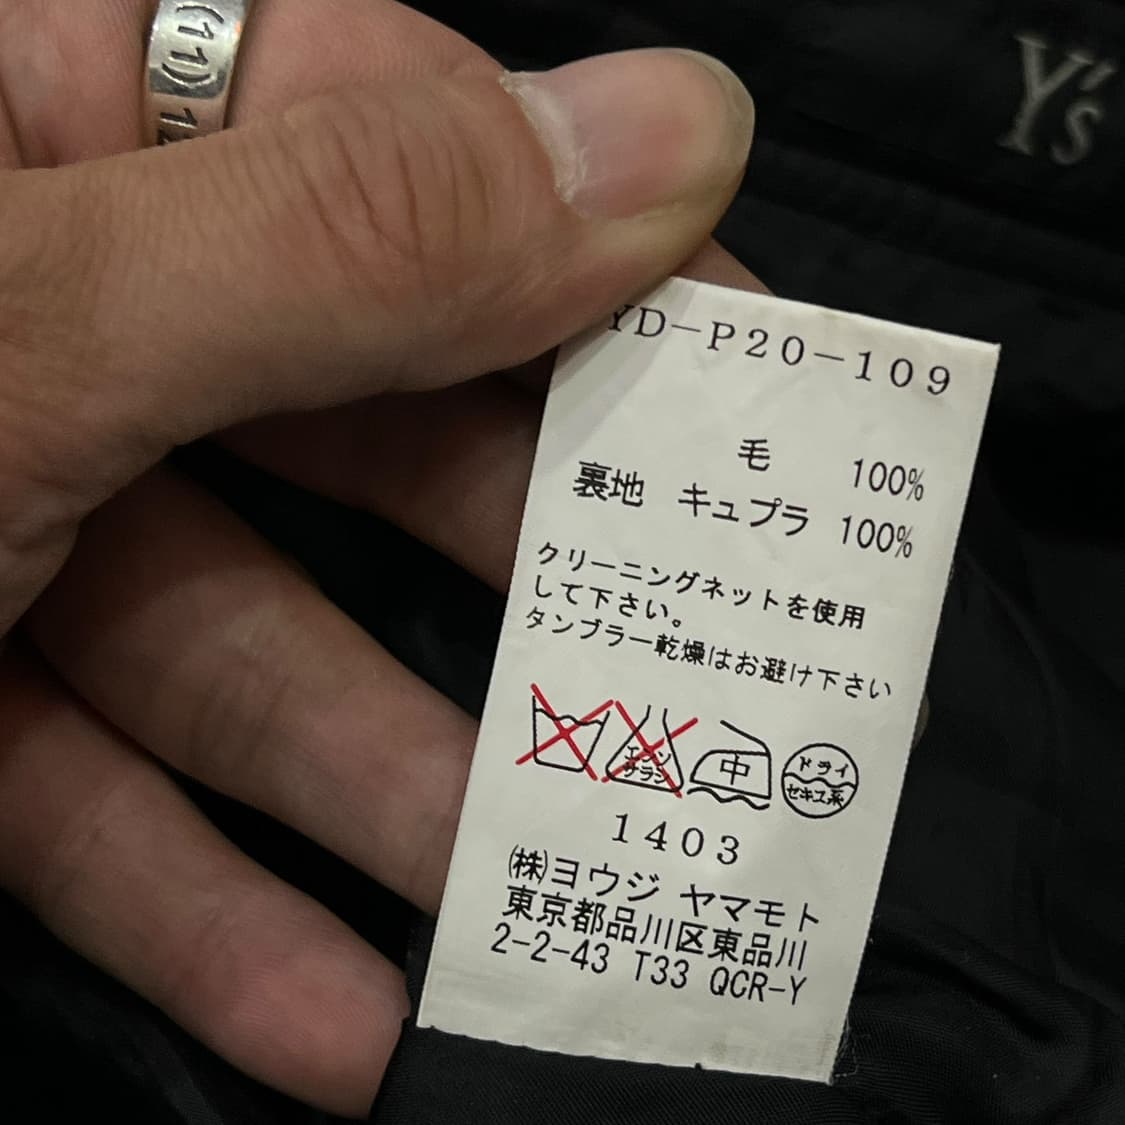 (11) 12
Y's
YD-P20-109
毛 100%
裏地 キュプラ 100%
クリーニングネットを使用
して下さい。
タンブラー乾燥はお避け下さい
エンソ
サラシ
中
ドライ
セキユ系
1403
(株)ヨウジ ヤマモト
東京都品川区東品川
2-2-43 T33 QCR-Y